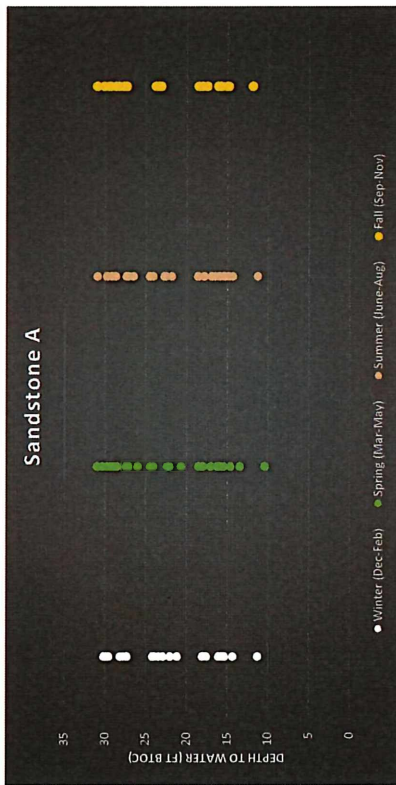 Sandstone A
DEPTH TO WATER (FT BTOC)
35
30
25
20
15
10
5
0
Winter (Dec-Feb)
Spring (Mar-May)
Summer (June-Aug)
Fall (Sep-Nov)